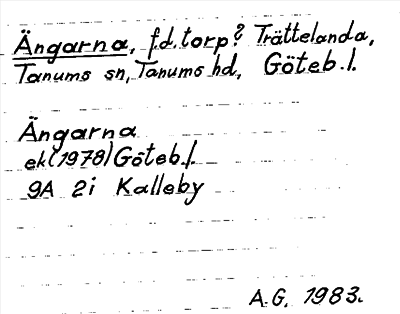 Ängarna, f.d. torp? Trättelanda,
Tanums sn, Tanums hd, Göteb. l.
Ängarna
ek (1978) Göteb. l.
9A 2i Kalleby
A.G. 1983.